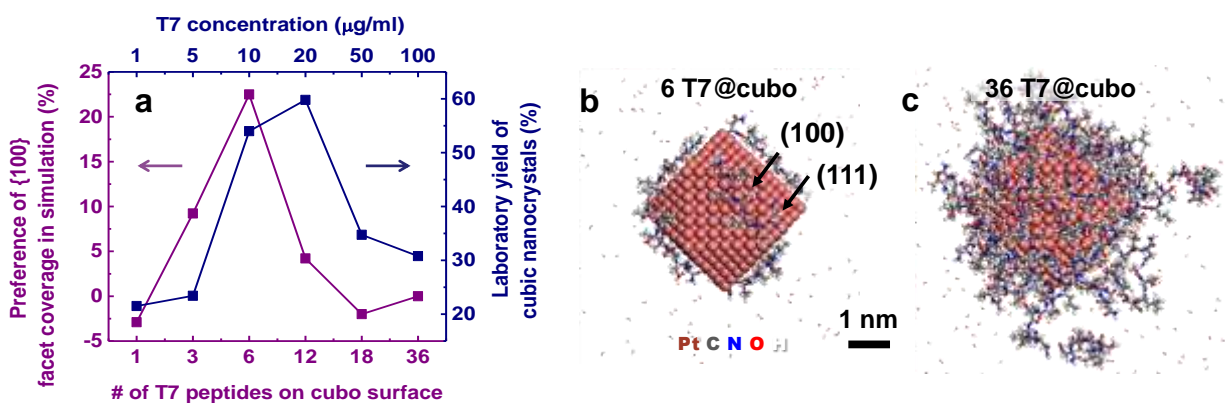 T7 concentration (μg/ml)
1 5 10 20 50 100
a
25
20
15
10
5
0
-5
60
50
40
30
20
Preference of {100}
facet coverage in simulation (%)
Laboratory yield of
cubic nanocrystals (%)
1 3 6 12 18 36
# of T7 peptides on cubo surface
b
6 T7@cubo
(100)
(111)
Pt C N O H
1 nm
c
36 T7@cubo